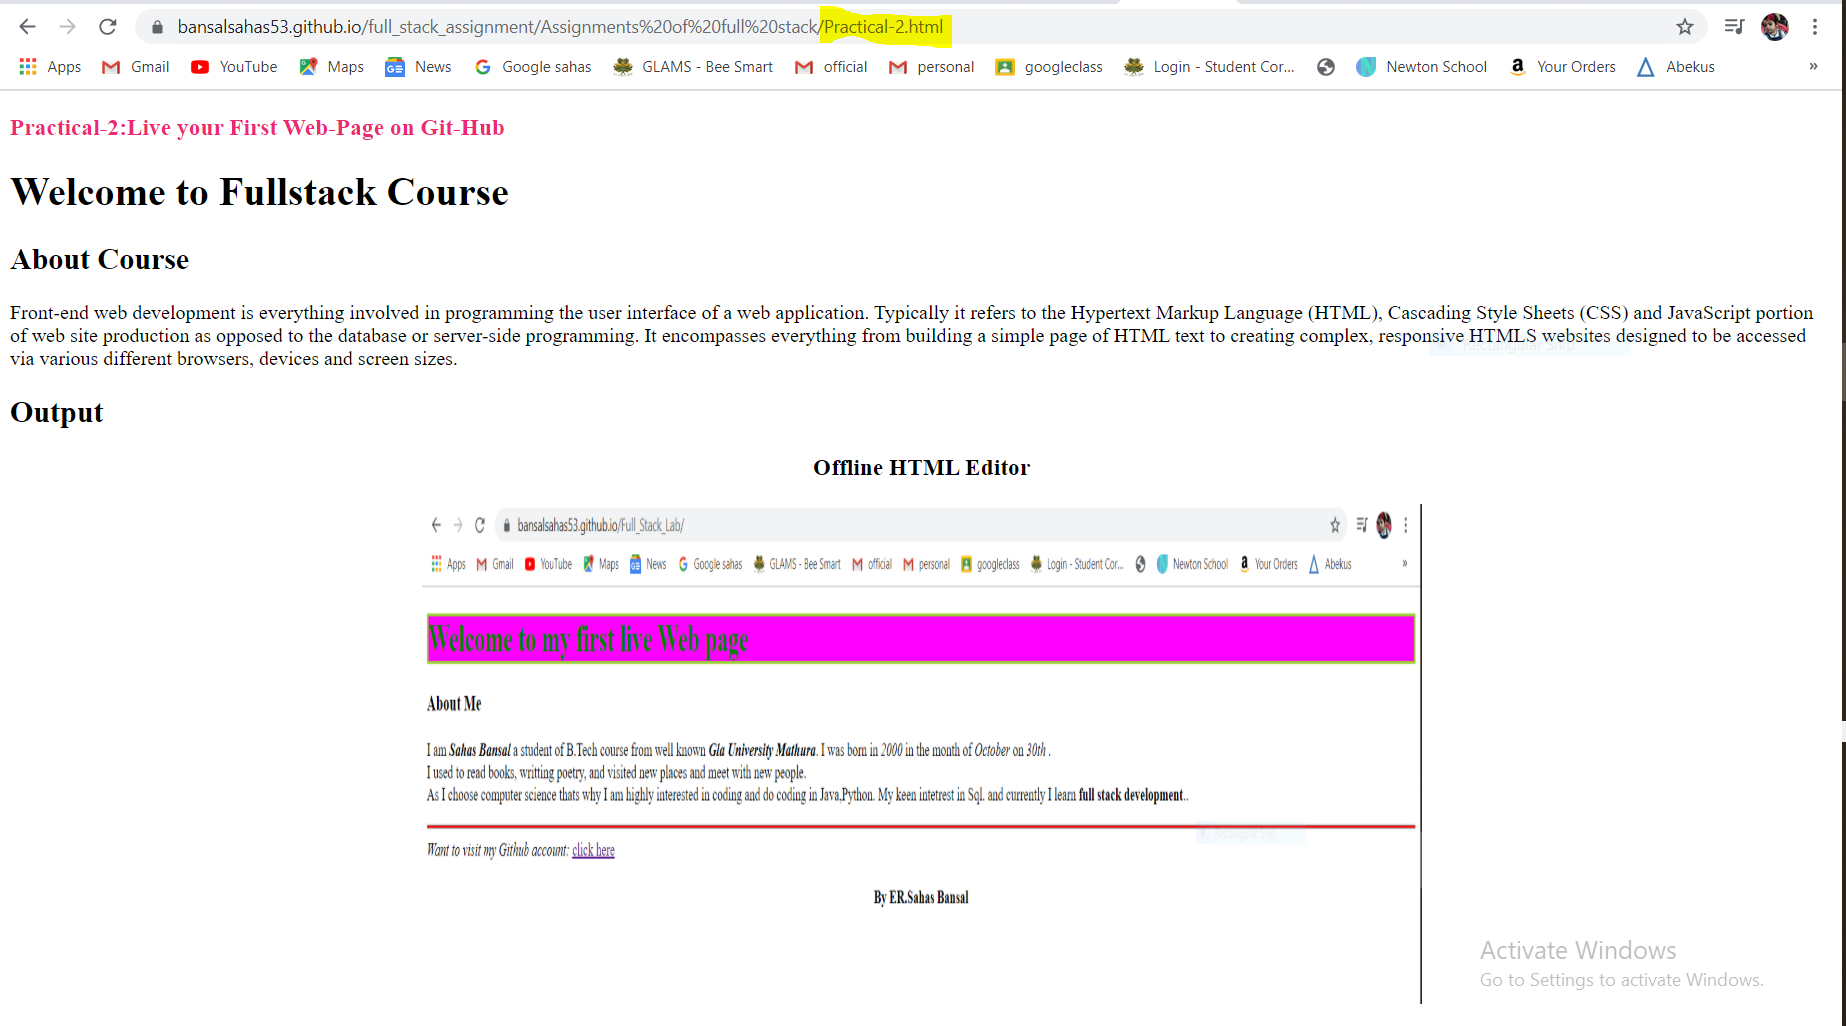 bansalsahas53.github.io/full_stack_assignment/Assignments%20of%20full%20stack/Practical-2.html
Apps Gmail YouTube Maps News Google sahas GLAMS - Bee Smart official personal googleclass Login - Student Cor... Newton School Your Orders Abekus »
Practical-2:Live your First Web-Page on Git-Hub
Welcome to Fullstack Course
About Course
Front-end web development is everything involved in programming the user interface of a web application. Typically it refers to the Hypertext Markup Language (HTML), Cascading Style Sheets (CSS) and JavaScript portion
of web site production as opposed to the database or server-side programming. It encompasses everything from building a simple page of HTML text to creating complex, responsive HTMLS websites designed to be accessed
via various different browsers, devices and screen sizes.
Rectangular Snip
Output
Offline HTML Editor
bansalsahas53.github.io/Full_Stack_Lab/
Apps Gmail YouTube Maps News Google sahas GLAMS - Bee Smart official personal googleclass Login - Student Cor... Newton School Your Orders Abekus »
Welcome to my first live Web page
About Me
I am Sahas Bansal a student of B.Tech course from well known Gla University Mathura. I was born in 2000 in the month of October on 30th .
I used to read books, writting poetry, and visited new places and meet with new people.
As I choose computer science thats why I am highly interested in coding and do coding in Java,Python. My keen intetrest in Sql. and currently I learn full stack development..
Rectangular Snip
Want to visit my Github account: click here
By ER.Sahas Bansal
Activate Windows
Go to Settings to activate Windows.